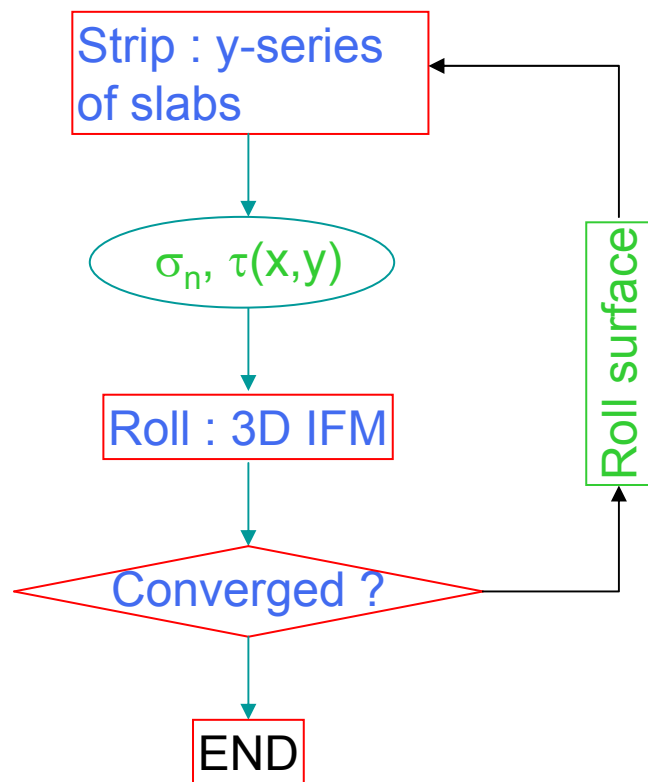 Strip : y-series
of slabs
σn, τ(x,y)
Roll : 3D IFM
Converged ?
END
Roll surface